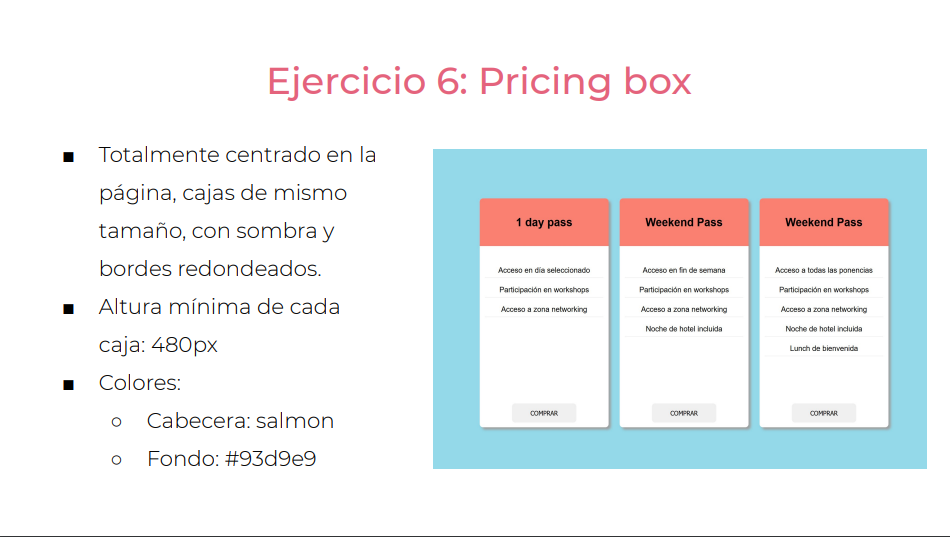 Ejercicio 6: Pricing box
■ Totalmente centrado en la
página, cajas de mismo
tamaño, con sombra y
bordes redondeados.
■ Altura mínima de cada
caja: 480px
■ Colores:
○ Cabecera: salmon
○ Fondo: #93d9e9
1 day pass
Acceso en día seleccionado
Participación en workshops
Acceso a zona networking
COMPRAR
Weekend Pass
Acceso en fin de semana
Participación en workshops
Acceso a zona networking
Noche de hotel incluida
COMPRAR
Weekend Pass
Acceso a todas las ponencias
Participación en workshops
Acceso a zona networking
Noche de hotel incluida
Lunch de bienvenida
COMPRAR